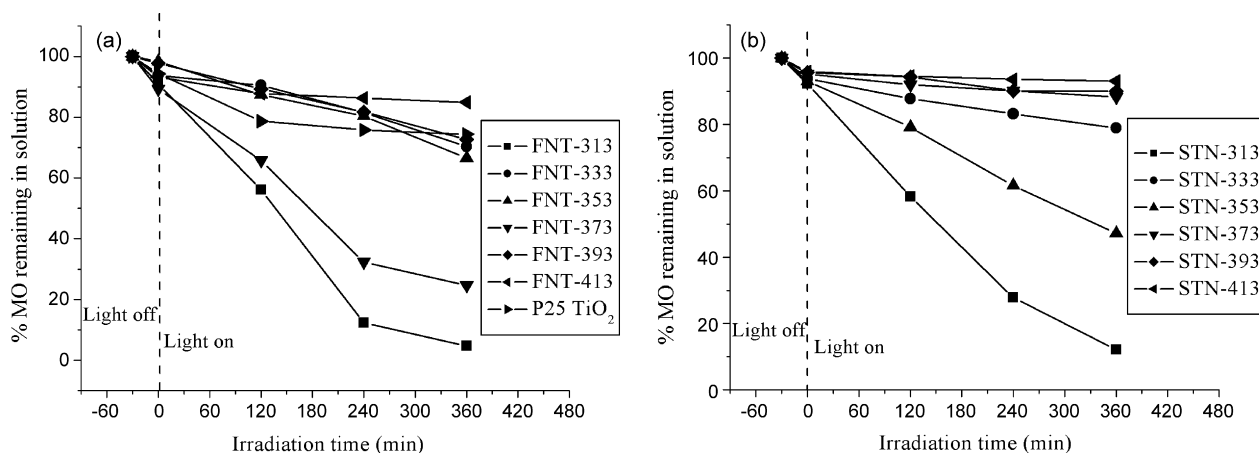 (a)
% MO remaining in solution
100
80
60
40
20
0
Light off
Light on
FNT-313
FNT-333
FNT-353
FNT-373
FNT-393
FNT-413
P25 TiO₂
-60 0 60 120 180 240 300 360 420 480
Irradiation time (min)
(b)
% MO remaining in solution
100
80
60
40
20
0
Light off
Light on
STN-313
STN-333
STN-353
STN-373
STN-393
STN-413
-60 0 60 120 180 240 300 360 420 480
Irradiation time (min)